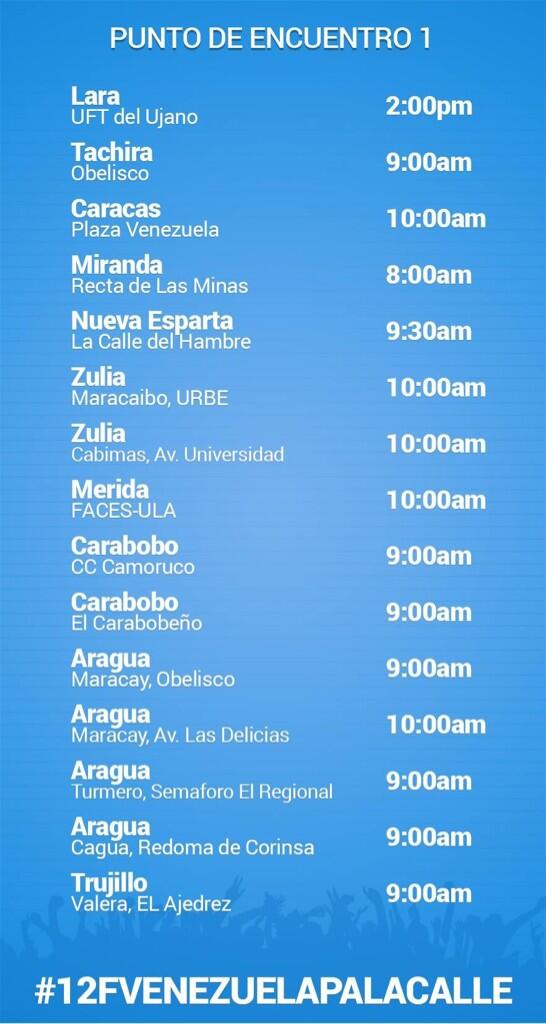 PUNTO DE ENCUENTRO 1
Lara
UFT del Ujano
2:00pm
Tachira
Obelisco
9:00am
Caracas
Plaza Venezuela
10:00am
Miranda
Recta de Las Minas
8:00am
Nueva Esparta
La Calle del Hambre
9:30am
Zulia
Maracaibo, URBE
10:00am
Zulia
Cabimas, Av. Universidad
10:00am
Merida
FACES-ULA
10:00am
Carabobo
CC Camoruco
9:00am
Carabobo
El Carabobeño
9:00am
Aragua
Maracay, Obelisco
9:00am
Aragua
Maracay, Av. Las Delicias
10:00am
Aragua
Turmero, Semaforo El Regional
9:00am
Aragua
Cagua, Redoma de Corinsa
9:00am
Trujillo
Valera, EL Ajedrez
9:00am
#12FVENEZUELAPALACALLE